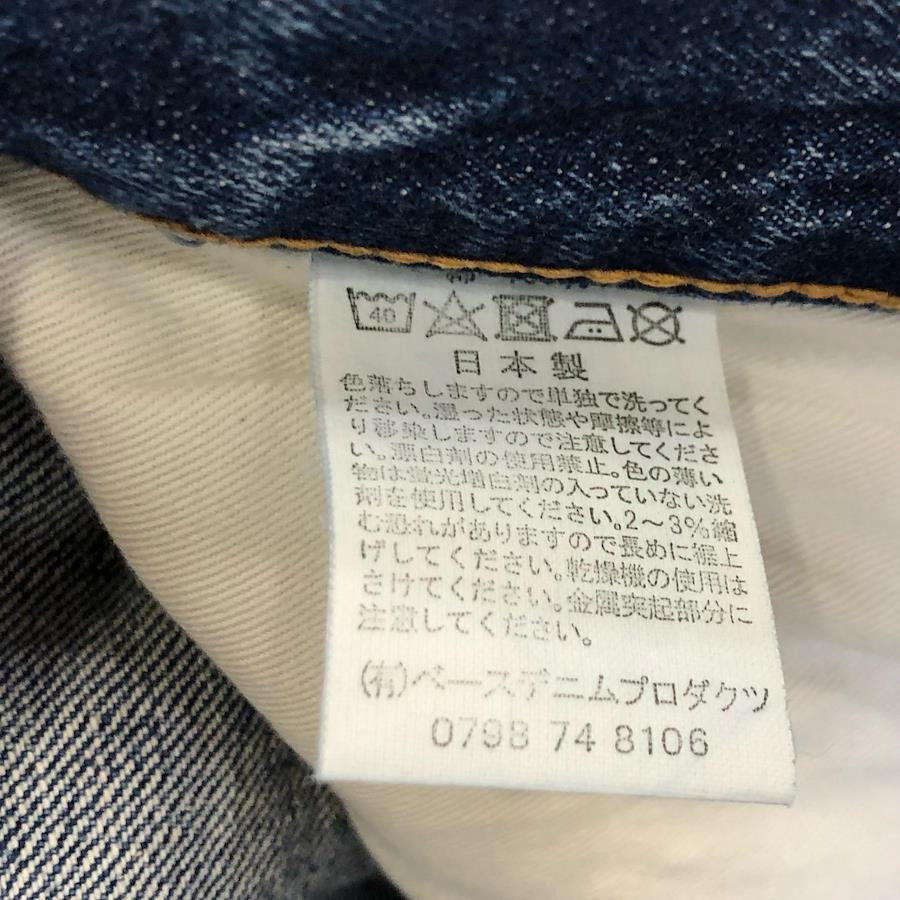 40
日本製
色落ちしますので単独で洗ってく
ださい。湿った状態や摩擦等によ
り移染しますので注意してくださ
い。漂白剤の使用禁止。色の薄い
物は蛍光増白剤の入っていない洗
剤を使用してください。2～3%縮
む恐れがありますので長めに裾上
げしてください。乾燥機の使用は
さけてください。金属突起部分に
注意してください。
(有)ベースデニムプロダクツ
0798 74 8106